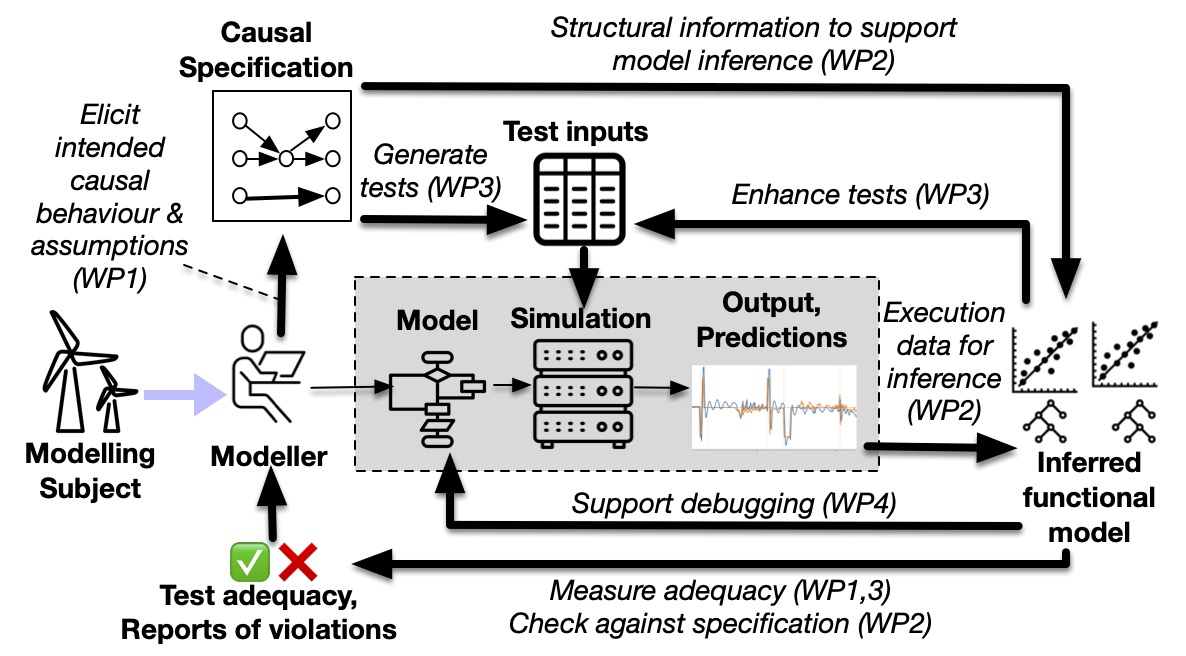 Causal
Specification
Structural information to support
model inference (WP2)
Elicit
intended
causal
behaviour &
assumptions
(WP1)
Generate
tests (WP3)
Test inputs
Enhance tests (WP3)
Model
Simulation
Output,
Predictions
Execution
data for
inference
(WP2)
Modelling
Subject
Modeller
Inferred
functional
model
Support debugging (WP4)
Test adequacy,
Reports of violations
Measure adequacy (WP1,3)
Check against specification (WP2)